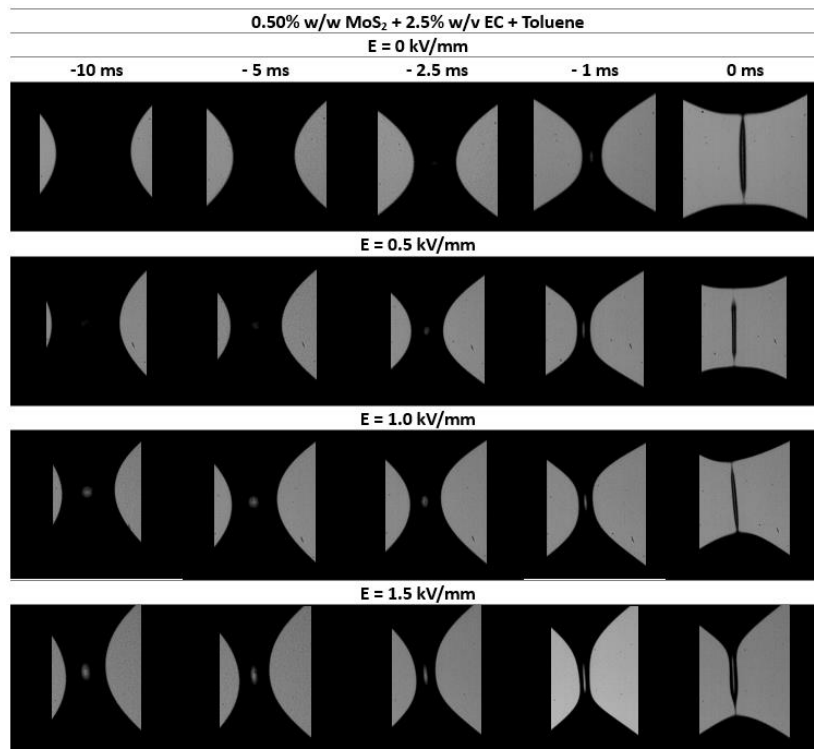 0.50% w/w MoS₂ + 2.5% w/v EC + Toluene
E = 0 kV/mm
-10 ms - 5 ms - 2.5 ms - 1 ms 0 ms
E = 0.5 kV/mm
E = 1.0 kV/mm
E = 1.5 kV/mm